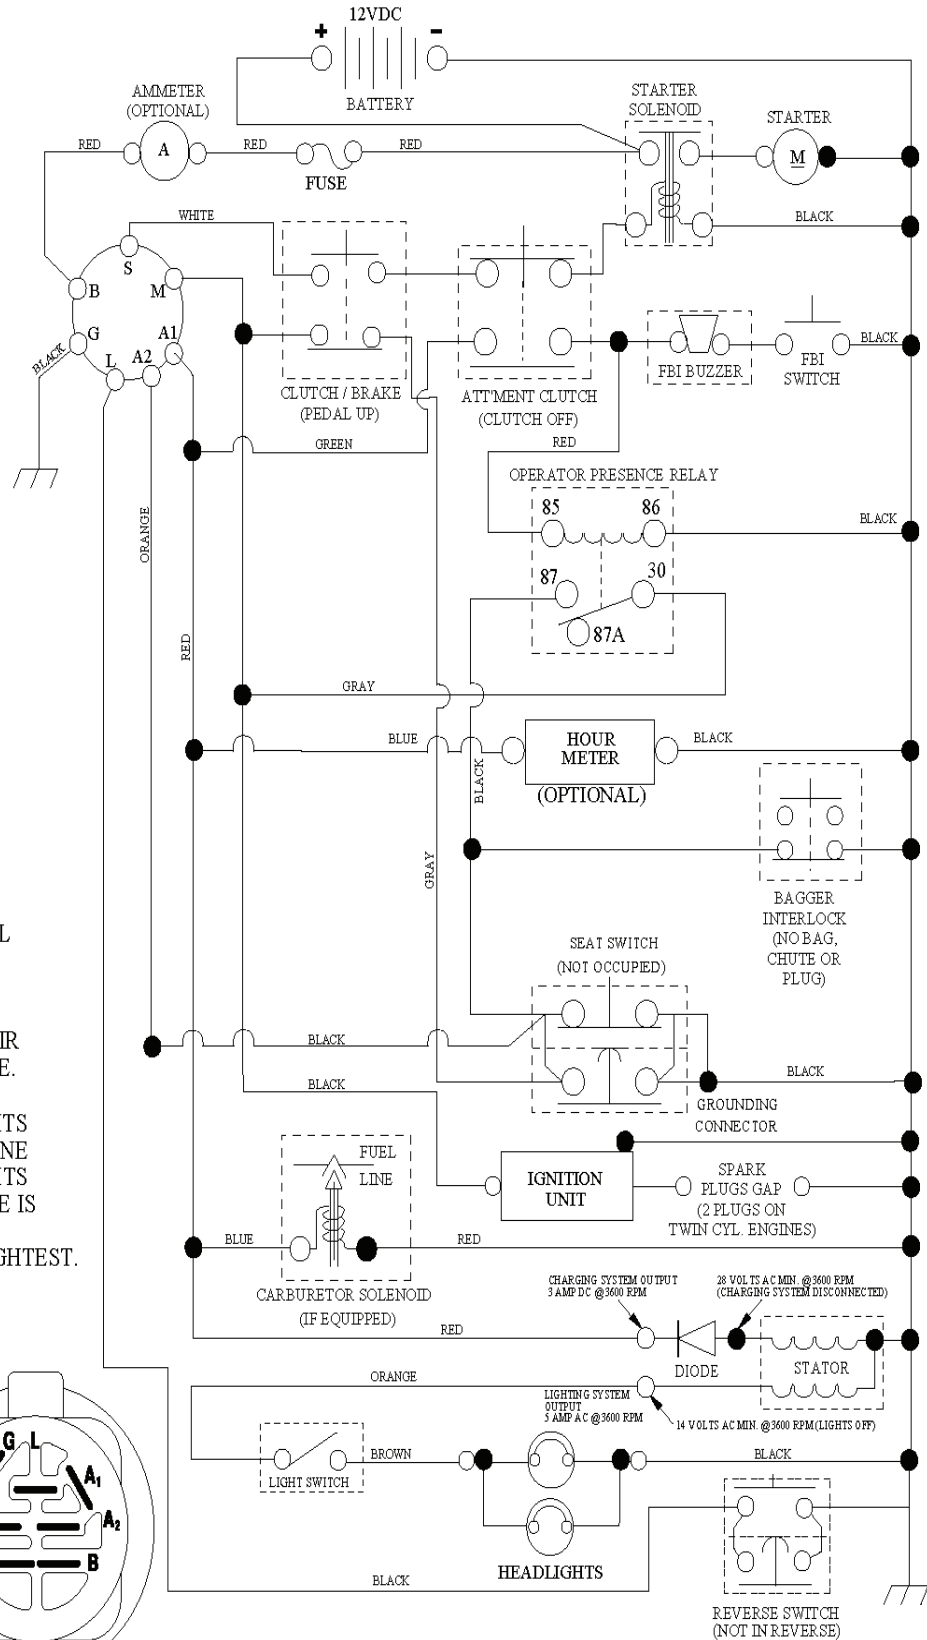 12VDC
+
-
BATTERY
AMMETER
(OPTIONAL)
STARTER
SOLENOID
STARTER
RED
A
RED
RED
M
FUSE
WHITE
BLACK
S
B
M
G
A1
L
A2
BLACK
CLUTCH / BRAKE
(PEDAL UP)
ATT'MENT CLUTCH
(CLUTCH OFF)
FBI BUZZER
FBI
SWITCH
BLACK
GREEN
RED
OPERATOR PRESENCE RELAY
85
86
BLACK
ORANGE
87
30
87A
RED
GRAY
BLUE
HOUR
METER
BLACK
(OPTIONAL)
BLACK
GRAY
BAGGER
INTERLOCK
(NO BAG,
CHUTE OR
PLUG)
L
SEAT SWITCH
(NOT OCCUPIED)
IR
E.
BLACK
BLACK
BLACK
GROUNDING
CONNECTOR
ITS
NE
ITS
E IS
GHTEST.
FUEL
LINE
IGNITION
UNIT
SPARK
PLUGS GAP
(2 PLUGS ON
TWIN CYL. ENGINES)
BLUE
RED
CARBURETOR SOLENOID
(IF EQUIPPED)
CHARGING SYSTEM OUTPUT
3 AMP DC @3600 RPM
28 VOLTS AC MIN. @3600 RPM
(CHARGING SYSTEM DISCONNECTED)
RED
DIODE
STATOR
ORANGE
LIGHTING SYSTEM
OUTPUT
5 AMP AC @3600 RPM
14 VOLTS AC MIN. @3600 RPM (LIGHTS OFF)
BROWN
BLACK
LIGHT SWITCH
HEADLIGHTS
G
L
A1
A2
B
BLACK
REVERSE SWITCH
(NOT IN REVERSE)